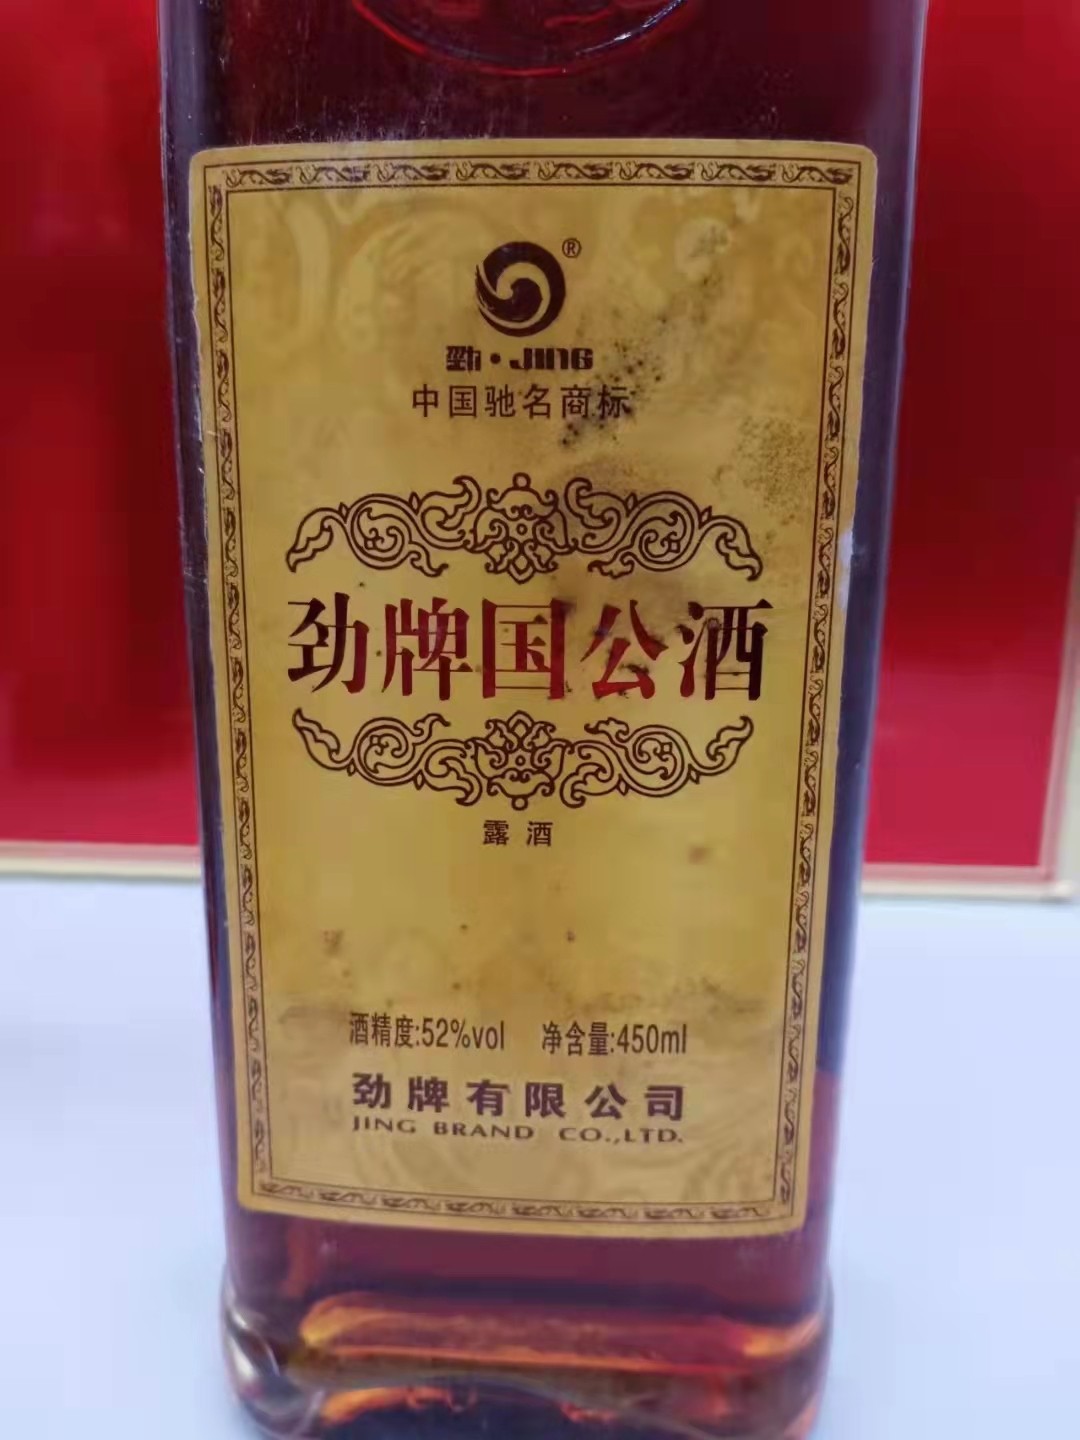 ®
勁·JING
中国驰名商标
劲牌国公酒
露酒
酒精度:52%vol 净含量:450ml
劲牌有限公司
JING BRAND CO.,LTD.